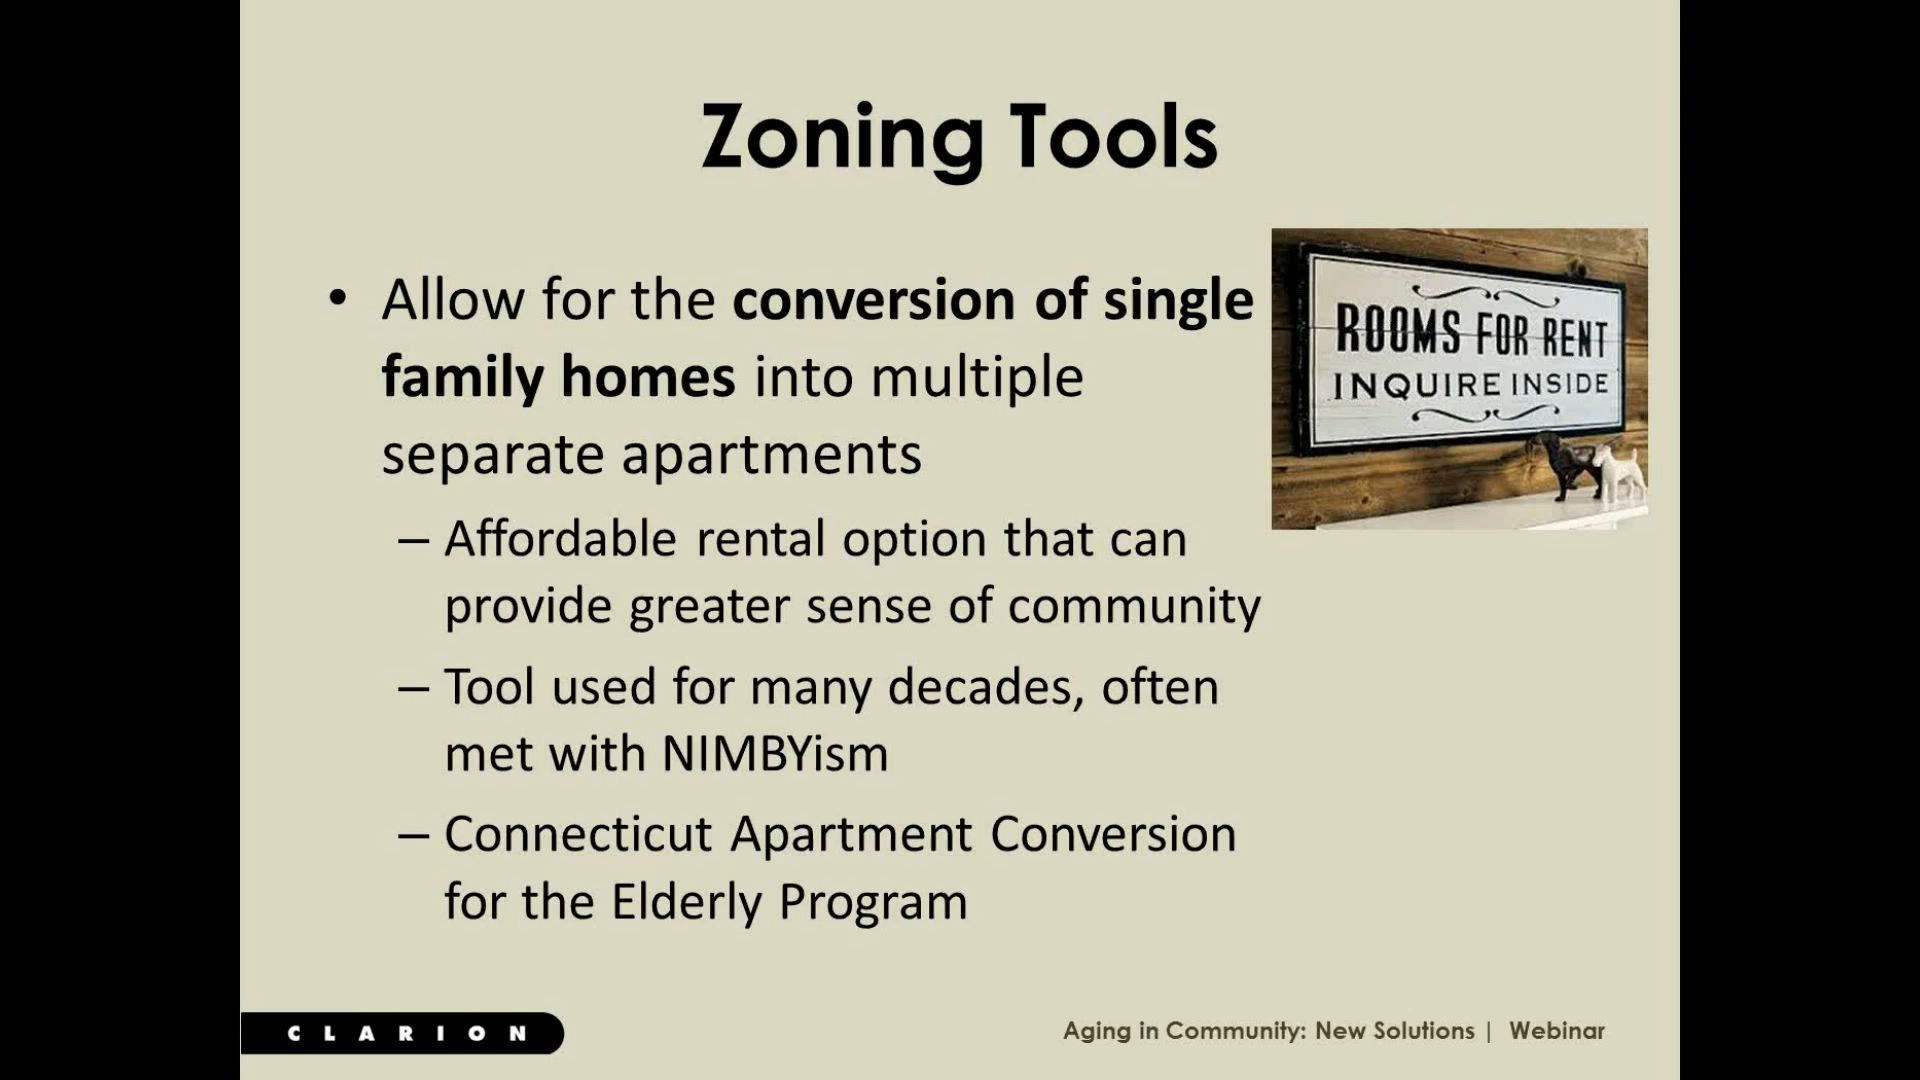 Zoning Tools
• Allow for the conversion of single
family homes into multiple
separate apartments
– Affordable rental option that can
provide greater sense of community
– Tool used for many decades, often
met with NIMBYism
– Connecticut Apartment Conversion
for the Elderly Program
ROOMS FOR RENT
INQUIRE INSIDE
CLARION
Aging in Community: New Solutions | Webinar